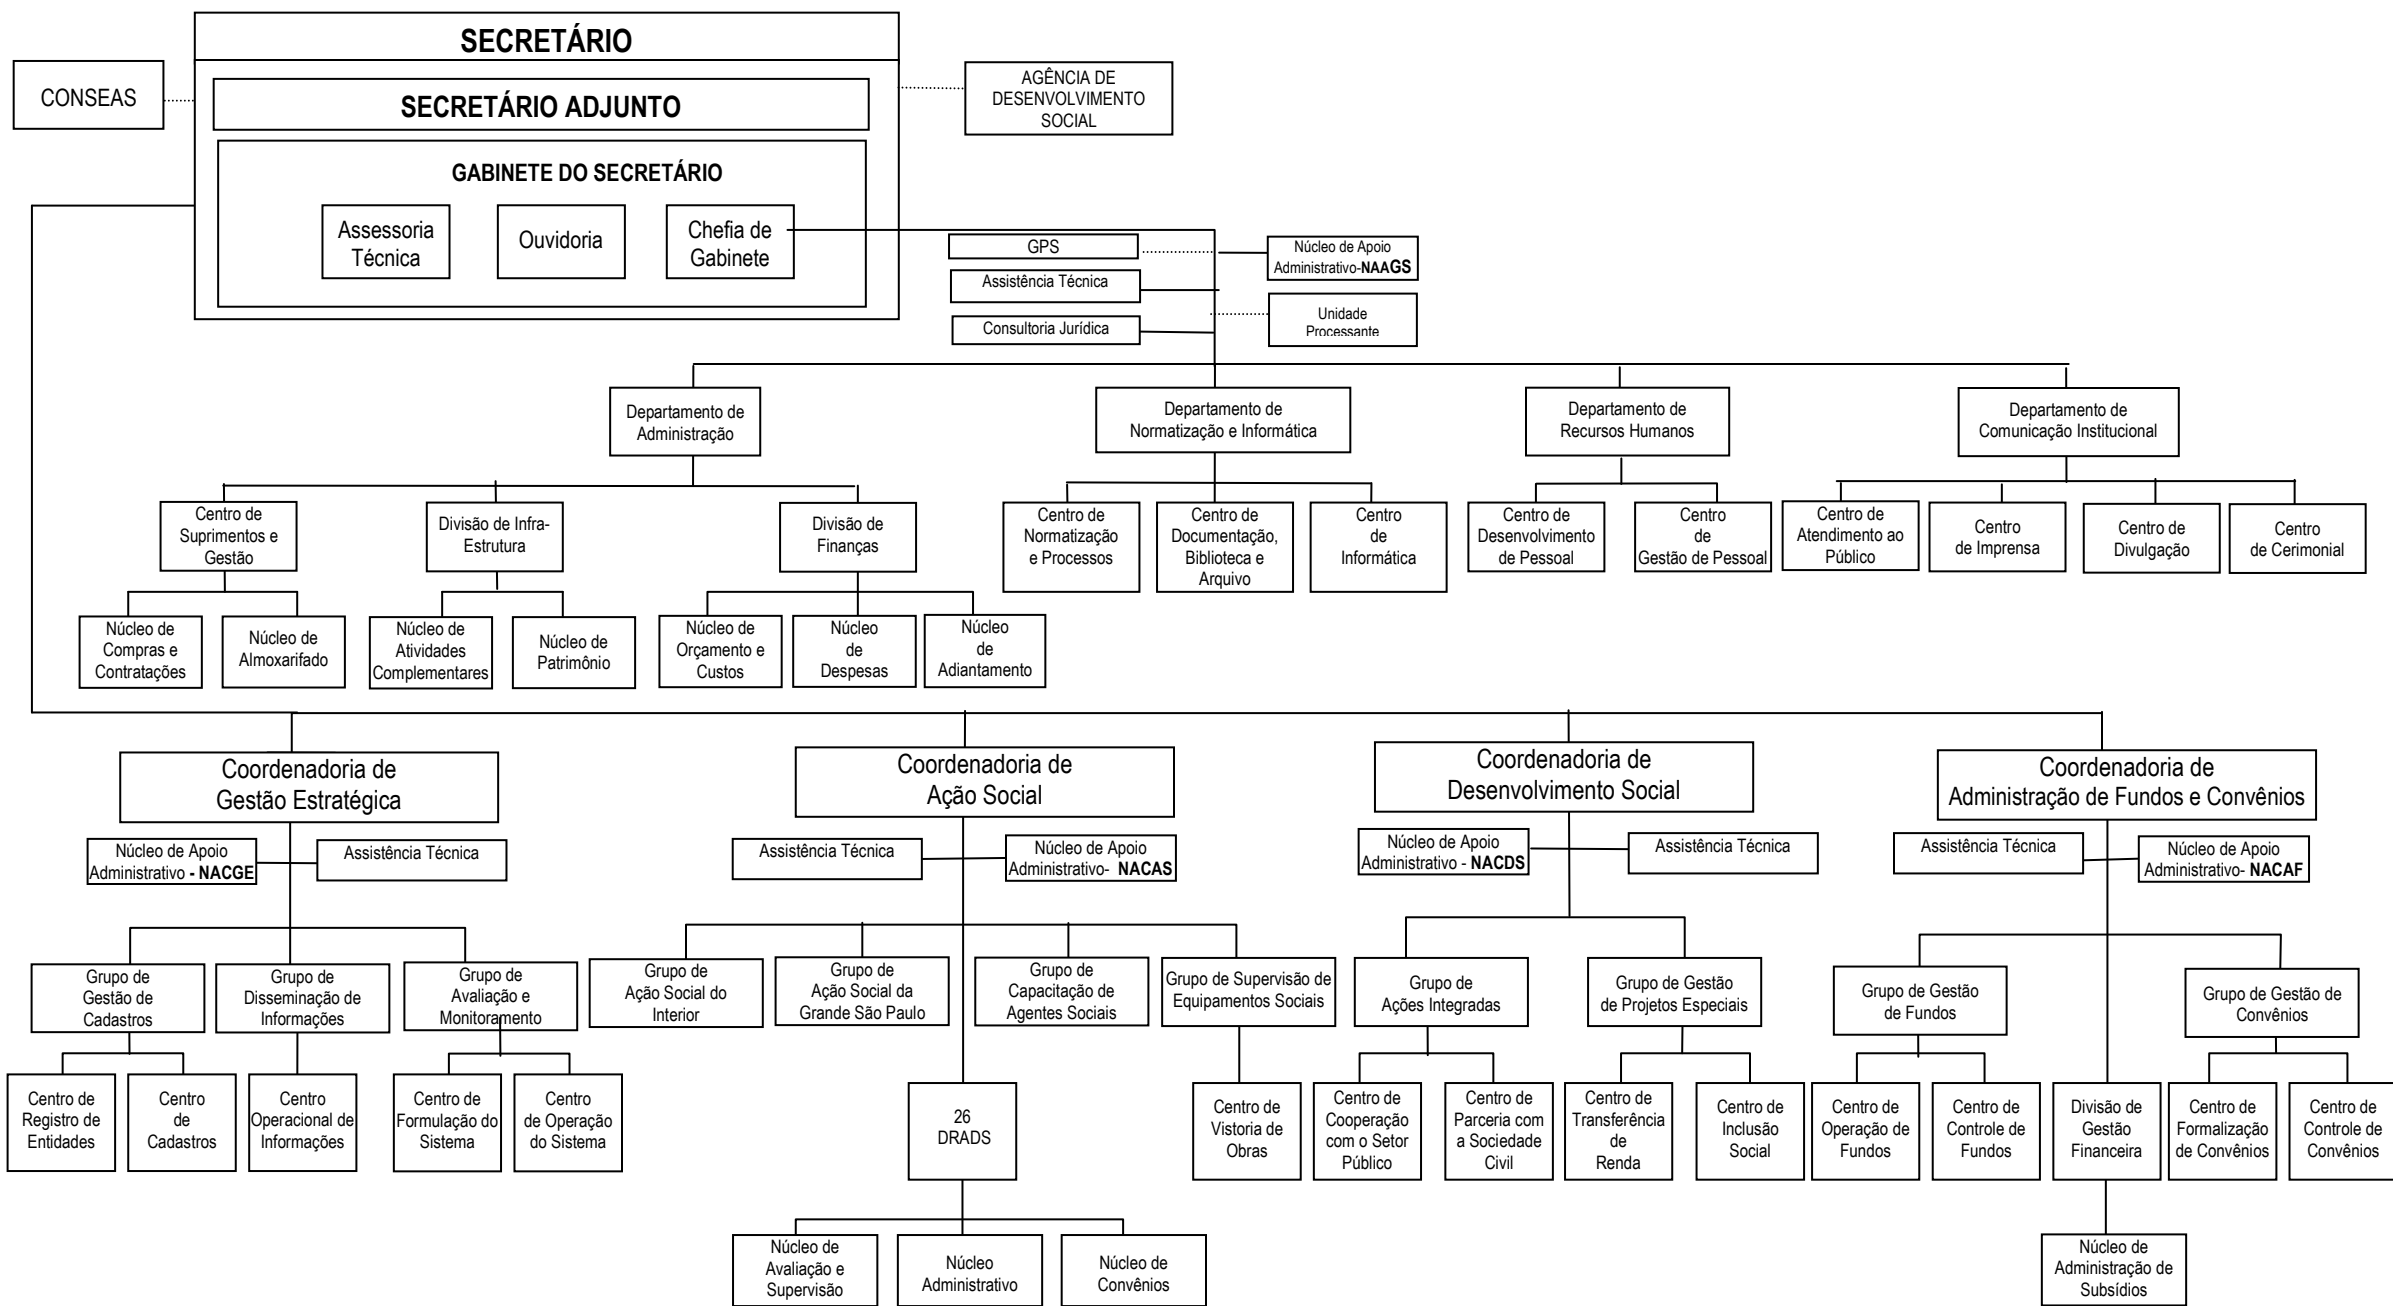 SECRETÁRIO
CONSEAS
SECRETÁRIO ADJUNTO
AGÊNCIA DE
DESENVOLVIMENTO
SOCIAL
GABINETE DO SECRETÁRIO
Assessoria
Técnica
Ouvidoria
Chefia de
Gabinete
GPS
Núcleo de Apoio
Administrativo-NAAGS
Assistência Técnica
Unidade
Processante
Consultoria Jurídica
Departamento de
Administração
Departamento de
Normatização e Informática
Departamento de
Recursos Humanos
Departamento de
Comunicação Institucional
Centro de
Suprimentos e
Gestão
Divisão de Infra-
Estrutura
Divisão de
Finanças
Centro de
Normatização
e Processos
Centro de
Documentação,
Biblioteca e
Arquivo
Centro
de
Informática
Centro de
Desenvolvimento
de Pessoal
Centro
de
Gestão de Pessoal
Centro de
Atendimento ao
Público
Centro
de Imprensa
Centro de
Divulgação
Centro
de Cerimonial
Núcleo de
Compras e
Contratações
Núcleo de
Almoxarifado
Núcleo de
Atividades
Complementares
Núcleo de
Patrimônio
Núcleo de
Orçamento e
Custos
Núcleo
de
Despesas
Núcleo
de
Adiantamento
Coordenadoria de
Gestão Estratégica
Coordenadoria de
Ação Social
Coordenadoria de
Desenvolvimento Social
Coordenadoria de
Administração de Fundos e Convênios
Núcleo de Apoio
Administrativo - NACGE
Assistência Técnica
Assistência Técnica
Núcleo de Apoio
Administrativo- NACAS
Núcleo de Apoio
Administrativo - NACDS
Assistência Técnica
Assistência Técnica
Núcleo de Apoio
Administrativo- NACAF
Grupo de
Gestão de
Cadastros
Grupo de
Disseminação de
Informações
Grupo de
Avaliação e
Monitoramento
Grupo de
Ação Social do
Interior
Grupo de
Ação Social da
Grande São Paulo
Grupo de
Capacitação de
Agentes Sociais
Grupo de Supervisão de
Equipamentos Sociais
Grupo de
Ações Integradas
Grupo de Gestão
de Projetos Especiais
Grupo de Gestão
de Fundos
Grupo de Gestão de
Convênios
Centro de
Registro de
Entidades
Centro
de
Cadastros
Centro
Operacional de
Informações
Centro de
Formulação do
Sistema
Centro
de Operação
do Sistema
26
DRADS
Centro de
Vistoria de
Obras
Centro de
Cooperação
com o Setor
Público
Centro de
Parceria com
a Sociedade
Civil
Centro de
Transferência
de
Renda
Centro de
Inclusão
Social
Centro de
Operação de
Fundos
Centro de
Controle de
Fundos
Divisão de
Gestão
Financeira
Centro de
Formalização
de Convênios
Centro de
Controle de
Convênios
Núcleo de
Avaliação e
Supervisão
Núcleo
Administrativo
Núcleo de
Convênios
Núcleo de
Administração de
Subsídios